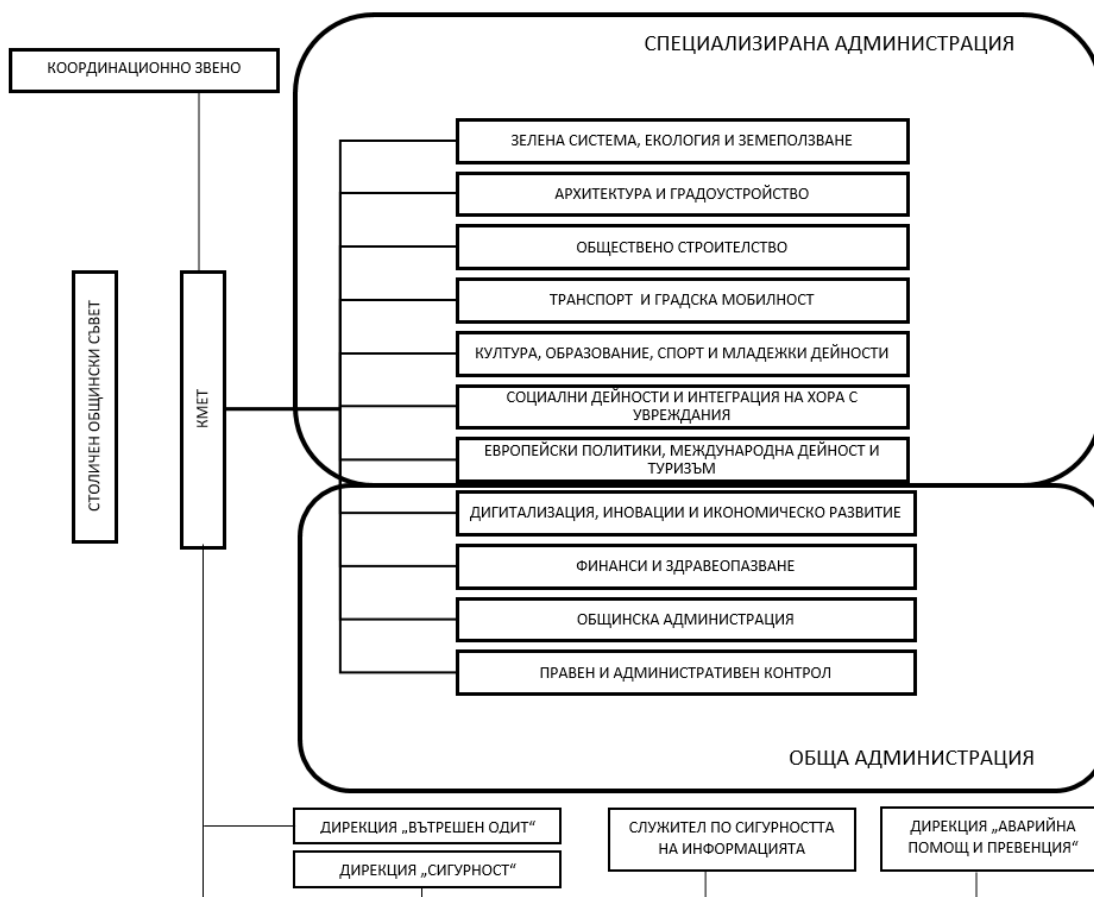 СПЕЦИАЛИЗИРАНА АДМИНИСТРАЦИЯ
КООРДИНАЦИОННО ЗВЕНО
ЗЕЛЕНА СИСТЕМА, ЕКОЛОГИЯ И ЗЕМЕПОЛЗВАНЕ
АРХИТЕКТУРА И ГРАДОУСТРОЙСТВО
ОБЩЕСТВЕНО СТРОИТЕЛСТВО
ТРАНСПОРТ И ГРАДСКА МОБИЛНОСТ
КУЛТУРА, ОБРАЗОВАНИЕ, СПОРТ И МЛАДЕЖКИ ДЕЙНОСТИ
СОЦИАЛНИ ДЕЙНОСТИ И ИНТЕГРАЦИЯ НА ХОРА С
УВРЕЖДАНИЯ
ЕВРОПЕЙСКИ ПОЛИТИКИ, МЕЖДУНАРОДНА ДЕЙНОСТ И
ТУРИЗЪМ
СТОЛИЧЕН ОБЩИНСКИ СЪВЕТ
КМЕТ
ДИГИТАЛИЗАЦИЯ, ИНОВАЦИИ И ИКОНОМИЧЕСКО РАЗВИТИЕ
ФИНАНСИ И ЗДРАВЕОПАЗВАНЕ
ОБЩИНСКА АДМИНИСТРАЦИЯ
ПРАВЕН И АДМИНИСТРАТИВЕН КОНТРОЛ
ОБЩА АДМИНИСТРАЦИЯ
ДИРЕКЦИЯ „ВЪТРЕШЕН ОДИТ“
ДИРЕКЦИЯ „СИГУРНОСТ“
СЛУЖИТЕЛ ПО СИГУРНОСТТА
НА ИНФОРМАЦИЯТА
ДИРЕКЦИЯ „АВАРИЙНА
ПОМОЩ И ПРЕВЕНЦИЯ“